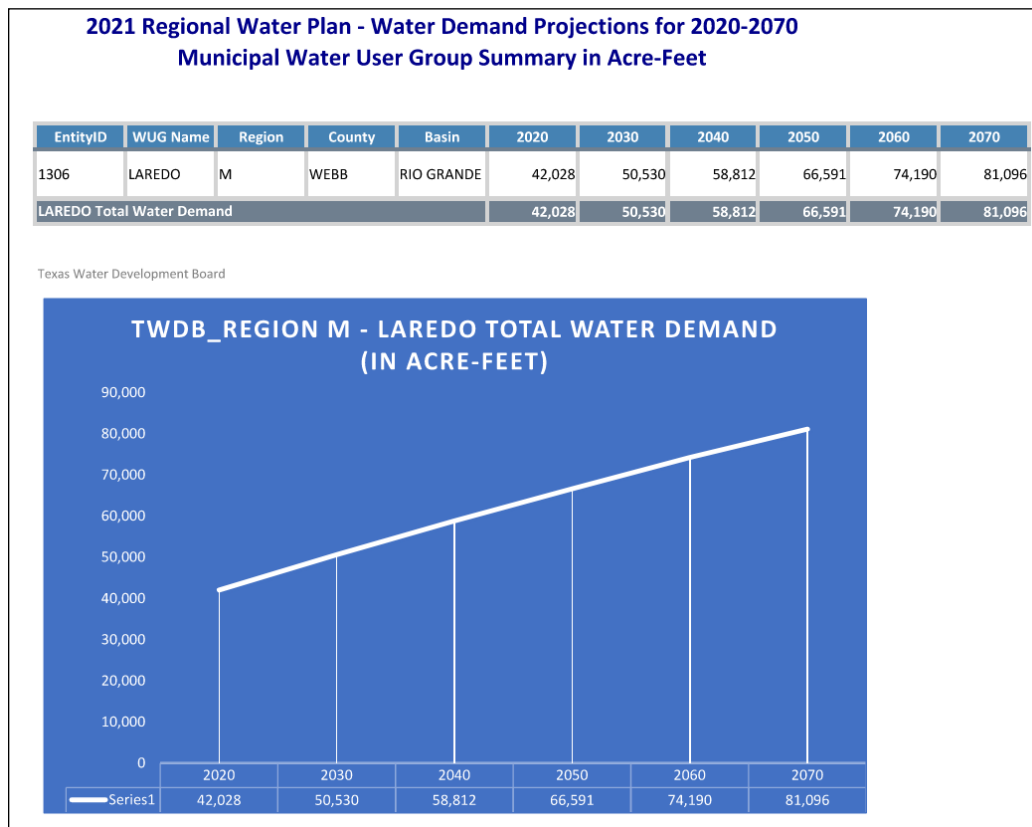 2021 Regional Water Plan - Water Demand Projections for 2020-2070
Municipal Water User Group Summary in Acre-Feet
EntityID WUG Name Region County Basin 2020 2030 2040 2050 2060 2070
1306 LAREDO M WEBB RIO GRANDE 42,028 50,530 58,812 66,591 74,190 81,096
LAREDO Total Water Demand 42,028 50,530 58,812 66,591 74,190 81,096
Texas Water Development Board
TWDB_REGION M - LAREDO TOTAL WATER DEMAND
(IN ACRE-FEET)
90,000
80,000
70,000
60,000
50,000
40,000
30,000
20,000
10,000
0
2020 2030 2040 2050 2060 2070
Series1 42,028 50,530 58,812 66,591 74,190 81,096